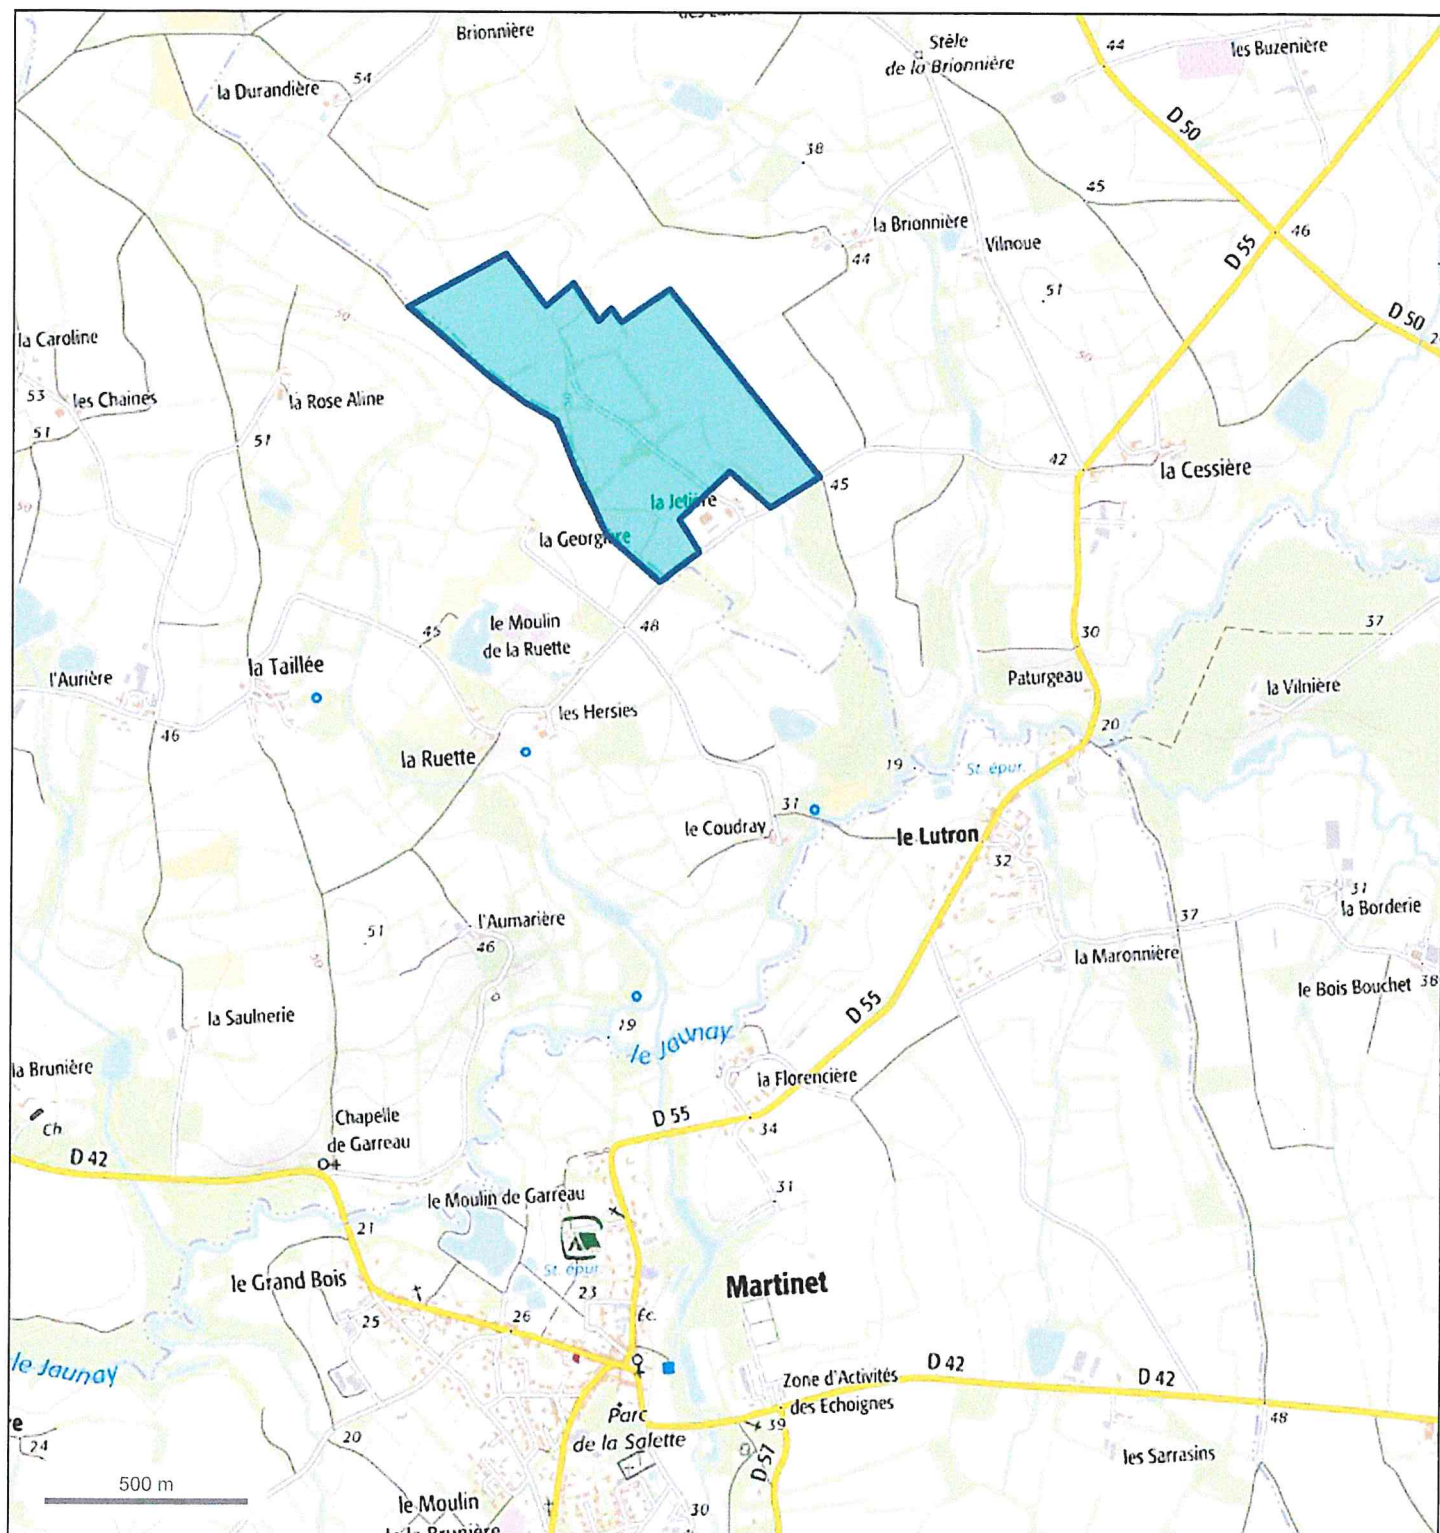 Brionnière
Stèle
de la Brionnière
44
les Buzenière
54
la Durandière
D 50
38
45
la Brionnière
Vilnoue
44
46
D 55
51
50
D 50
50
la Caroline
53
les Chaines
la Rose Aline
51
51
42
la Cessière
45
la Jetière
50
la Georgière
le Moulin
de la Ruette
45
48
30
37
l'Aurière
la Taillée
Paturgeau
la Vilnière
les Hersies
46
20
la Ruette
19
St. épur.
31
le Coudray
le Lutron
32
31
la Borderie
51
l'Aumarière
46
37
50
la Maronnière
le Bois Bouchet
38
la Saulnerie
D 55
19
le Jaunay
la Brunière
la Florencière
Ch
Chapelle
de Garreau
D 55
34
D 42
le Moulin de Garreau
31
21
St. épur.
le Grand Bois
23
Martinet
25
26
Éc.
le Jaunay
D 42
D 42
Zone d'Activités
des Echoignes
Parc
de la Salette
39
48
24
20
D 57
les Sarrasins
500 m
le Moulin
30